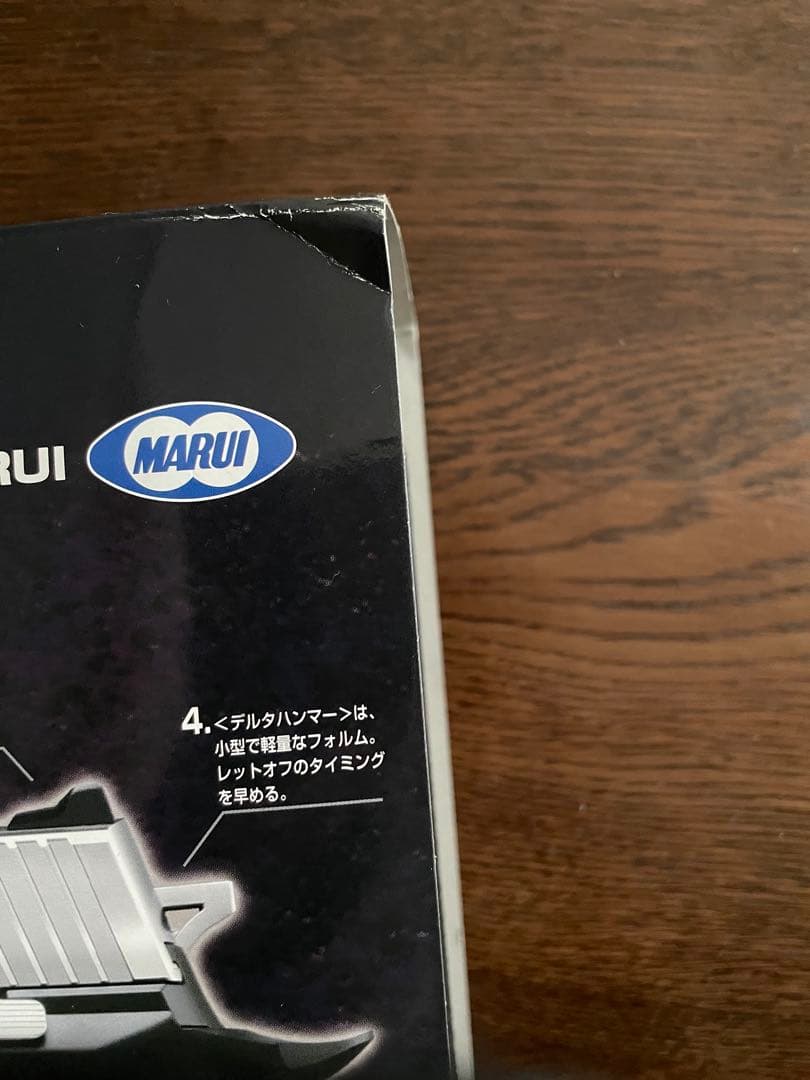 RUI
MARUI
4.<デルタハンマー>は、
小型で軽量なフォルム。
レットオフのタイミング
を早める。